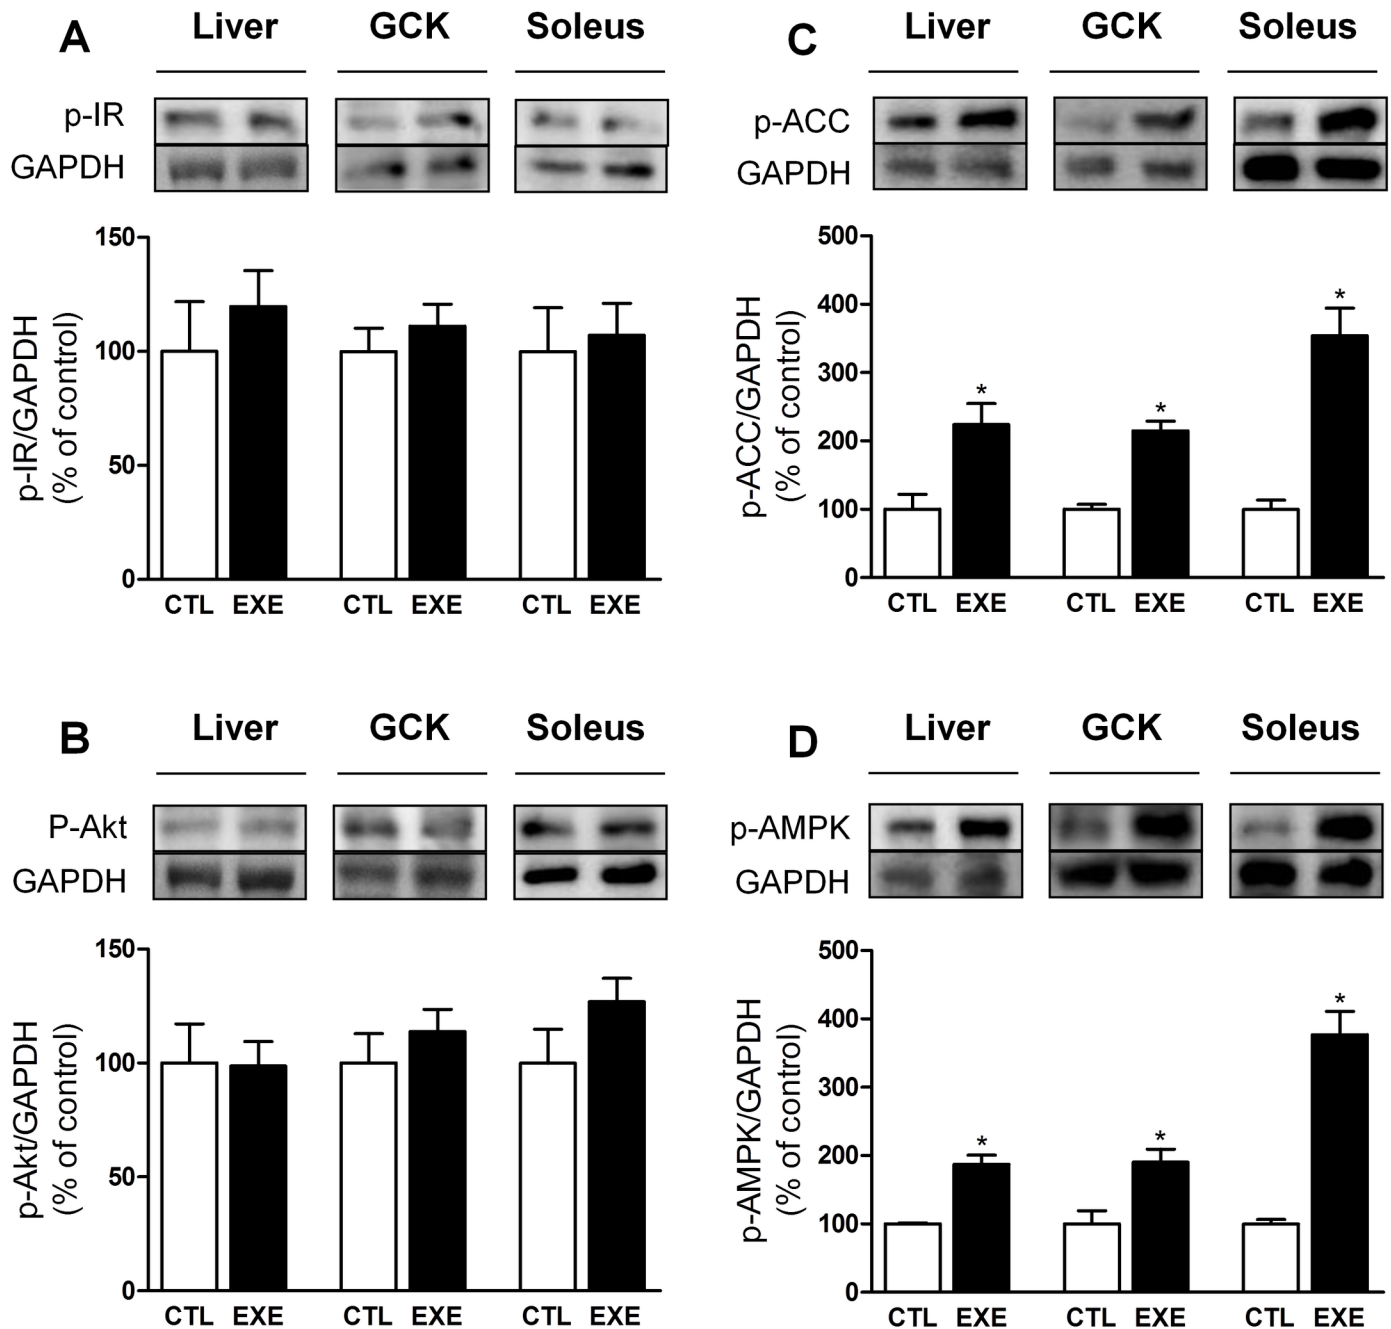 A
Liver GCK Soleus
p-IR
GAPDH
150
100
50
0
p-IR/GAPDH
(% of control)
CTL EXE CTL EXE CTL EXE
C
Liver GCK Soleus
p-ACC
GAPDH
500
400
300
200
100
0
p-ACC/GAPDH
(% of control)
* * *
CTL EXE CTL EXE CTL EXE
B
Liver GCK Soleus
P-Akt
GAPDH
150
100
50
0
p-Akt/GAPDH
(% of control)
CTL EXE CTL EXE CTL EXE
D
Liver GCK Soleus
p-AMPK
GAPDH
500
400
300
200
100
0
p-AMPK/GAPDH
(% of control)
* * *
CTL EXE CTL EXE CTL EXE